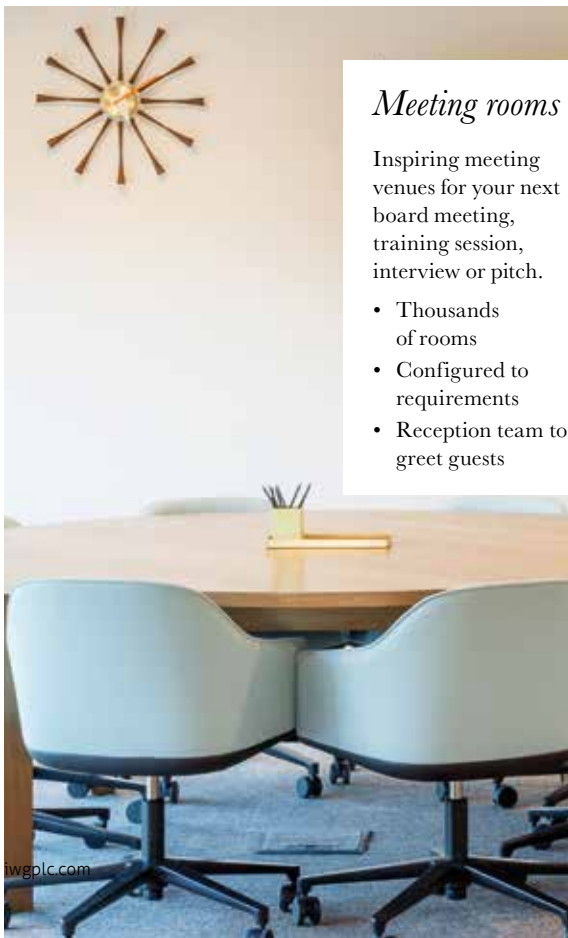 Meeting rooms
Inspiring meeting
venues for your next
board meeting,
training session,
interview or pitch.
• Thousands
of rooms
• Configured to
requirements
• Reception team to
greet guests
iwgplc.com